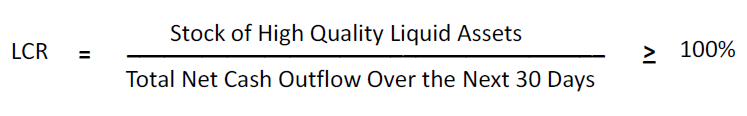 Stock of High Quality Liquid Assets
LCR = ≥ 100%
Total Net Cash Outflow Over the Next 30 Days